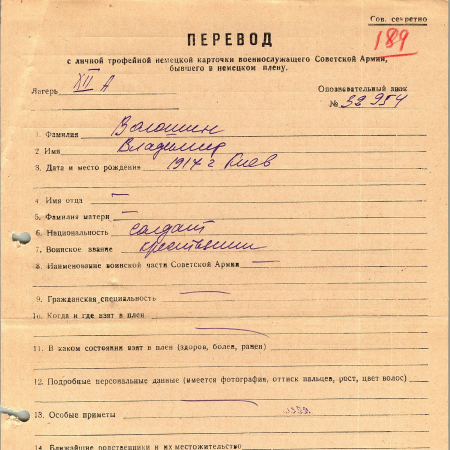 Сов. секретно
189
ПЕРЕВОД
с личной трофейной немецкой карточки военнослужащего Советской Армии,
бывшего в немецком плену.
Лагерь XII А
Опознавательный знак
№ 52 954
1. Фамилия Волошин
2. Имя Владимир
3. Дата и место рождения 1914 г Киев
4. Имя отца —
5. Фамилия матери —
6. Национальность солдат
7. Воинское звание крестьянин
8. Наименование воинской части Советской Армии —
9. Гражданская специальность —
10. Когда и где взят в плен —
11. В каком состоянии взят в плен (здоров, болен, ранен) —
12. Подробные персональные данные (имеется фотография, оттиск пальцев, рост, цвет волос)
13. Особые приметы
14. Ближайшие родственники и их местожительство